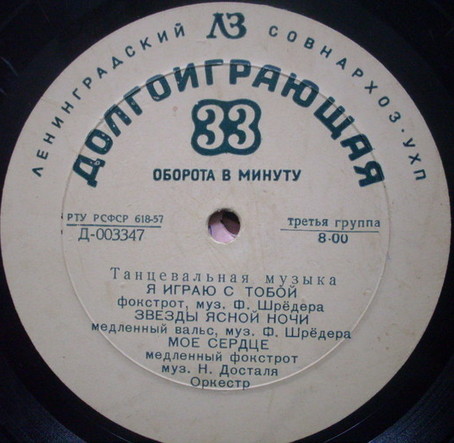 ЛЕНИНГРАДСКИЙ ЛЗ СОВНАРХОЗ·УХП
ДОЛГОИГРАЮЩАЯ
33
ОБОРОТА В МИНУТУ
РТУ РСФСР 618-57
Д-003347
третья группа
8-00
Танцевальная музыка
Я ИГРАЮ С ТОБОЙ
фокстрот, муз. Ф. Шрёдера
ЗВЕЗДЫ ЯСНОЙ НОЧИ
медленный вальс, муз. Ф. Шрёдера
МОЕ СЕРДЦЕ
медленный фокстрот
муз. Н. Досталя
Оркестр